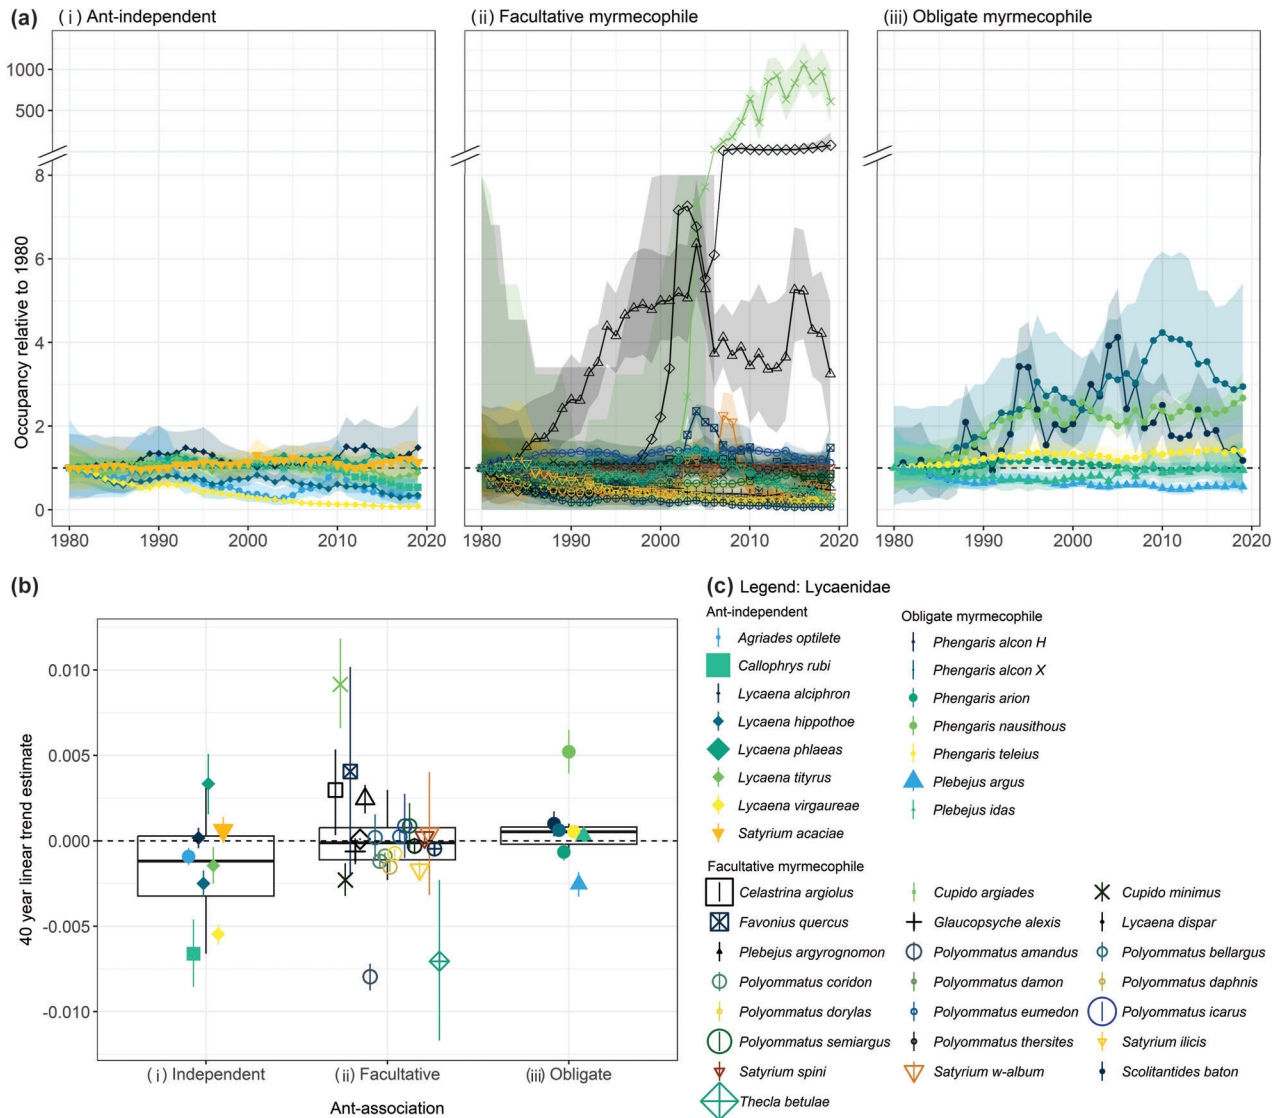 (a) (i) Ant-independent (ii) Facultative myrmecophile (iii) Obligate myrmecophile
Occupancy relative to 1980
1000
500
8
6
4
2
0
1980 1990 2000 2010 2020
1980 1990 2000 2010 2020
1980 1990 2000 2010 2020
(b)
40 year linear trend estimate
0.010
0.005
0.000
-0.005
-0.010
(i) Independent (ii) Facultative (iii) Obligate
Ant-association
(c) Legend: Lycaenidae
Ant-independent
Agriades optilete
Callophrys rubi
Lycaena alciphron
Lycaena hippothoe
Lycaena phlaeas
Lycaena tityrus
Lycaena virgaureae
Satyrium acaciae
Obligate myrmecophile
Phengaris alcon H
Phengaris alcon X
Phengaris arion
Phengaris nausithous
Phengaris teleius
Plebejus argus
Plebejus idas
Facultative myrmecophile
Celastrina argiolus Cupido argiades Cupido minimus
Favonius quercus Glaucopsyche alexis Lycaena dispar
Plebejus argyrognomon Polyommatus amandus Polyommatus bellargus
Polyommatus coridon Polyommatus damon Polyommatus daphnis
Polyommatus dorylas Polyommatus eumedon Polyommatus icarus
Polyommatus semiargus Polyommatus thersites Satyrium ilicis
Satyrium spini Satyrium w-album Scolitantides baton
Thecla betulae